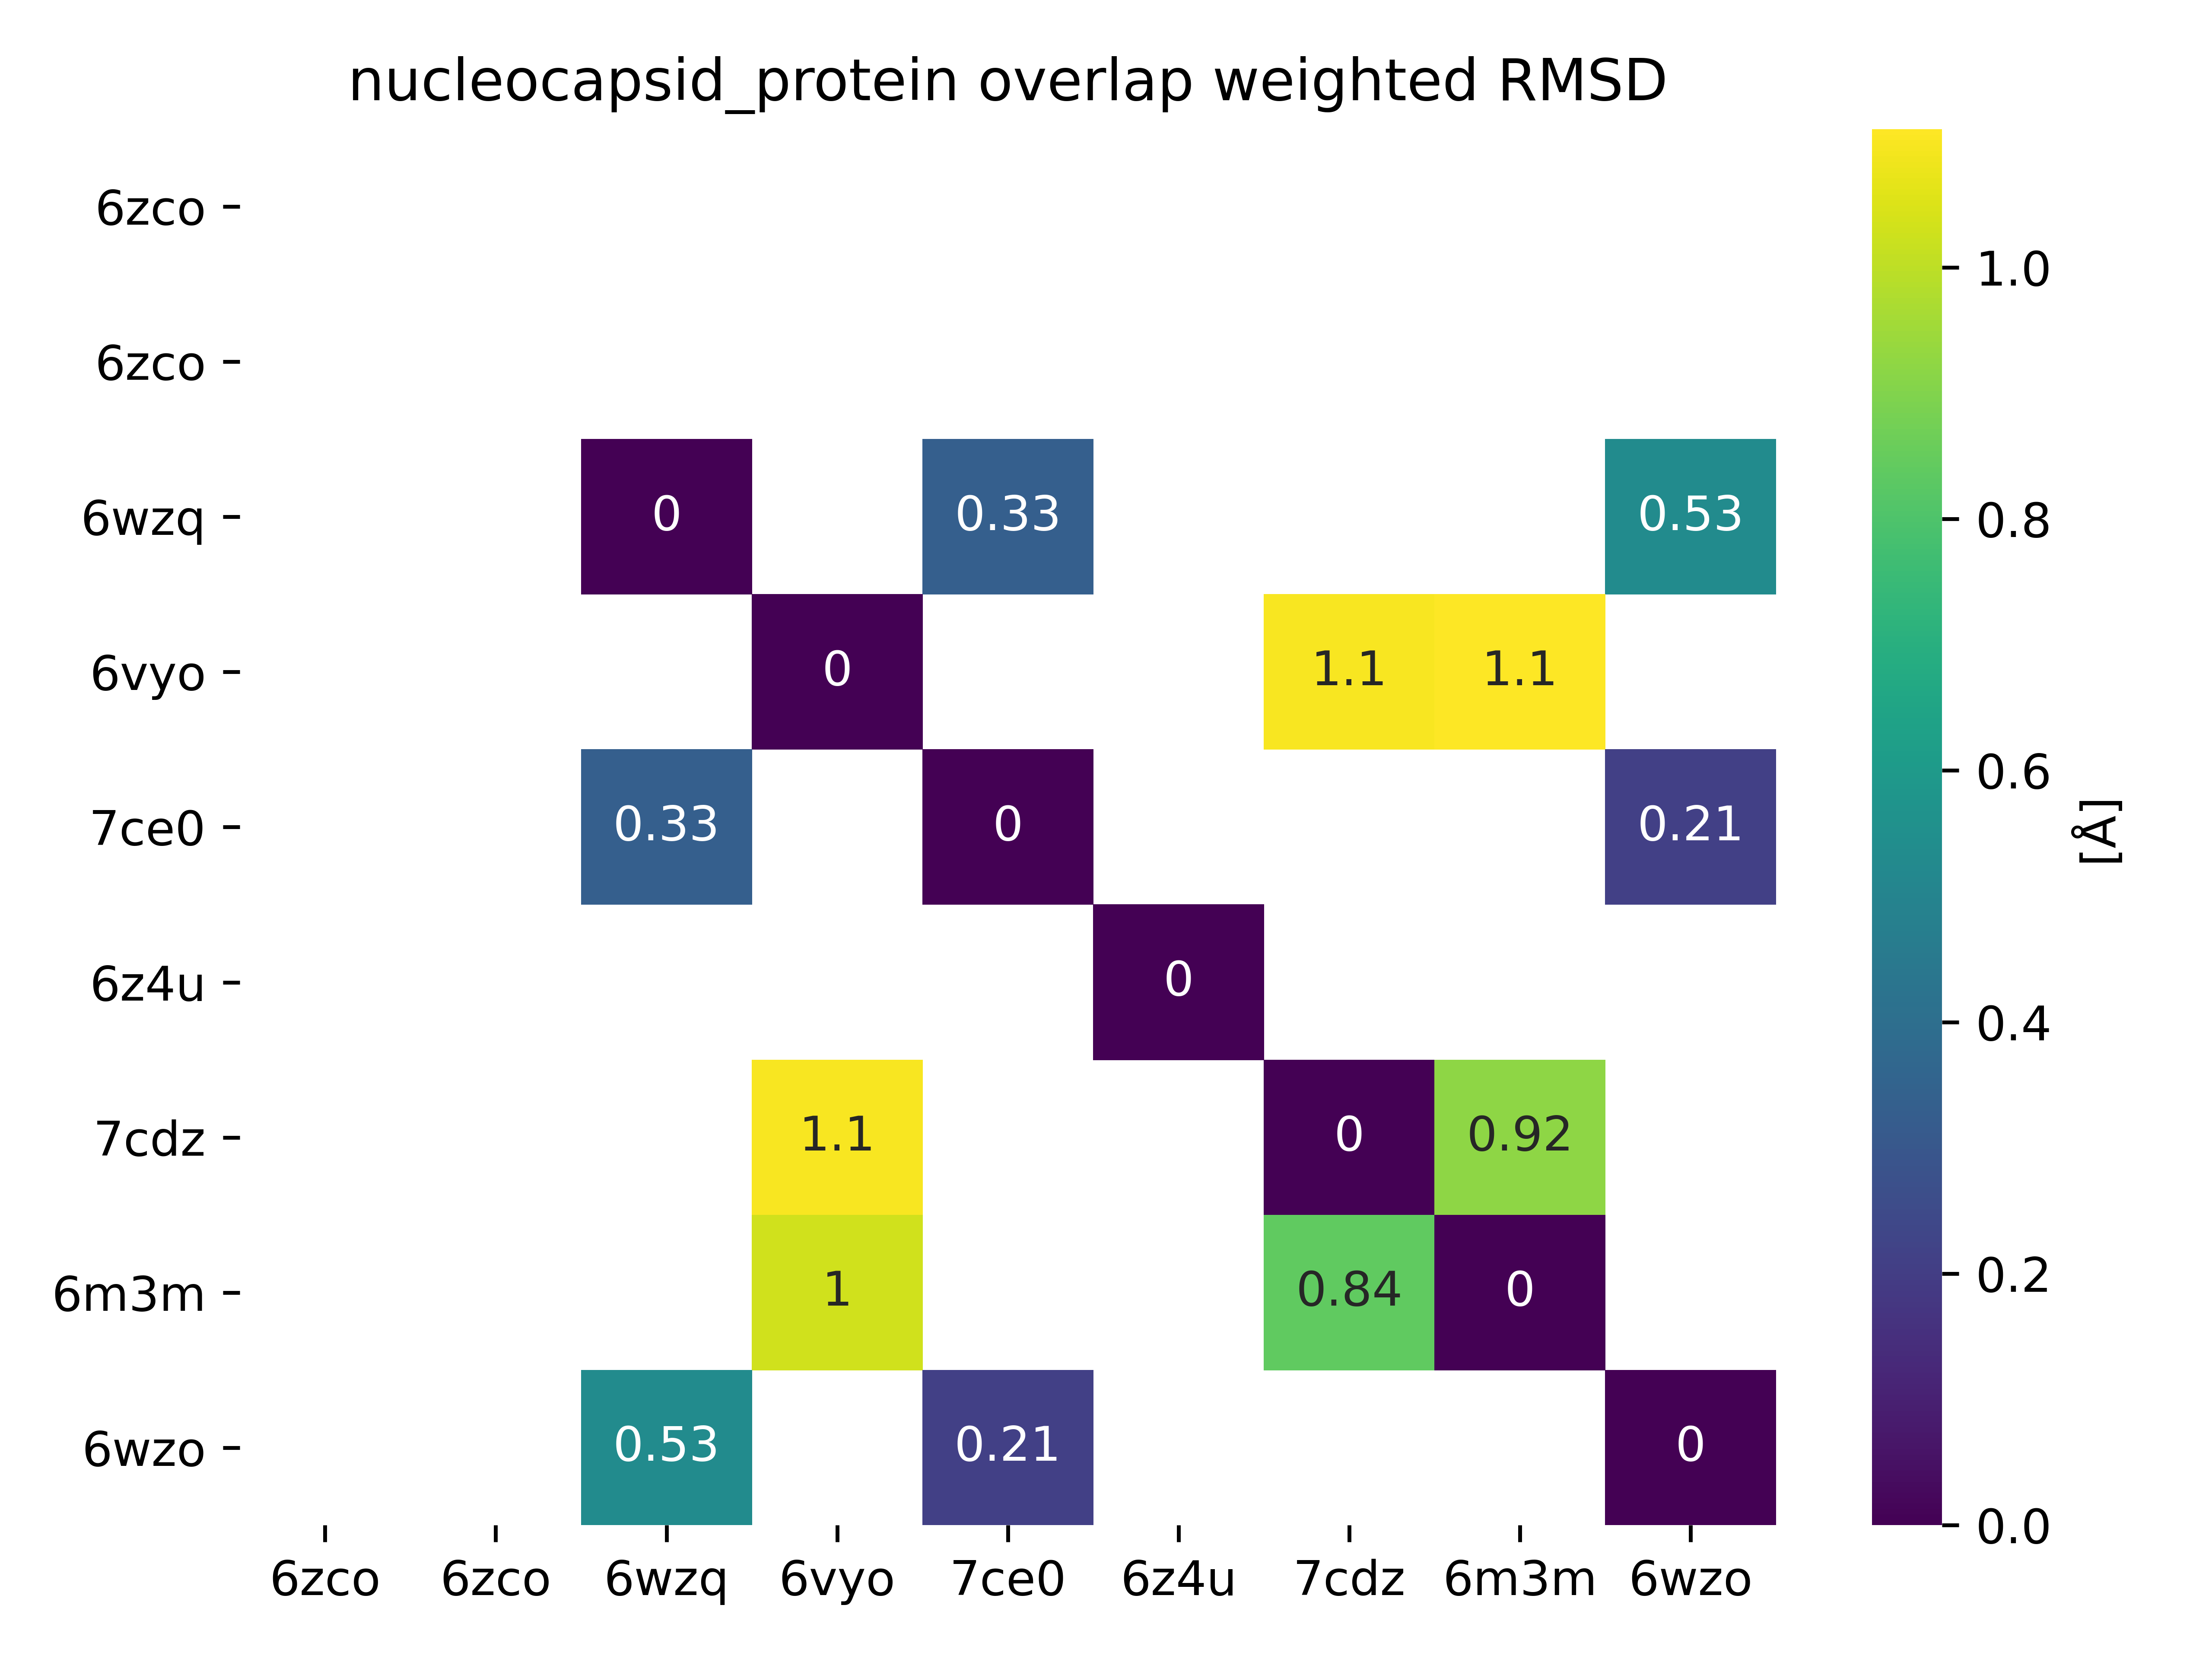 nucleocapsid_protein overlap weighted RMSD
6zco
6zco
6wzq 0 0.33 0.53
6vyo 0 1.1 1.1
7ce0 0.33 0 0.21
6z4u 0
7cdz 1.1 0 0.92
6m3m 1 0.84 0
6wzo 0.53 0.21 0
6zco 6zco 6wzq 6vyo 7ce0 6z4u 7cdz 6m3m 6wzo
1.0
0.8
0.6
0.4
0.2
0.0
[Å]